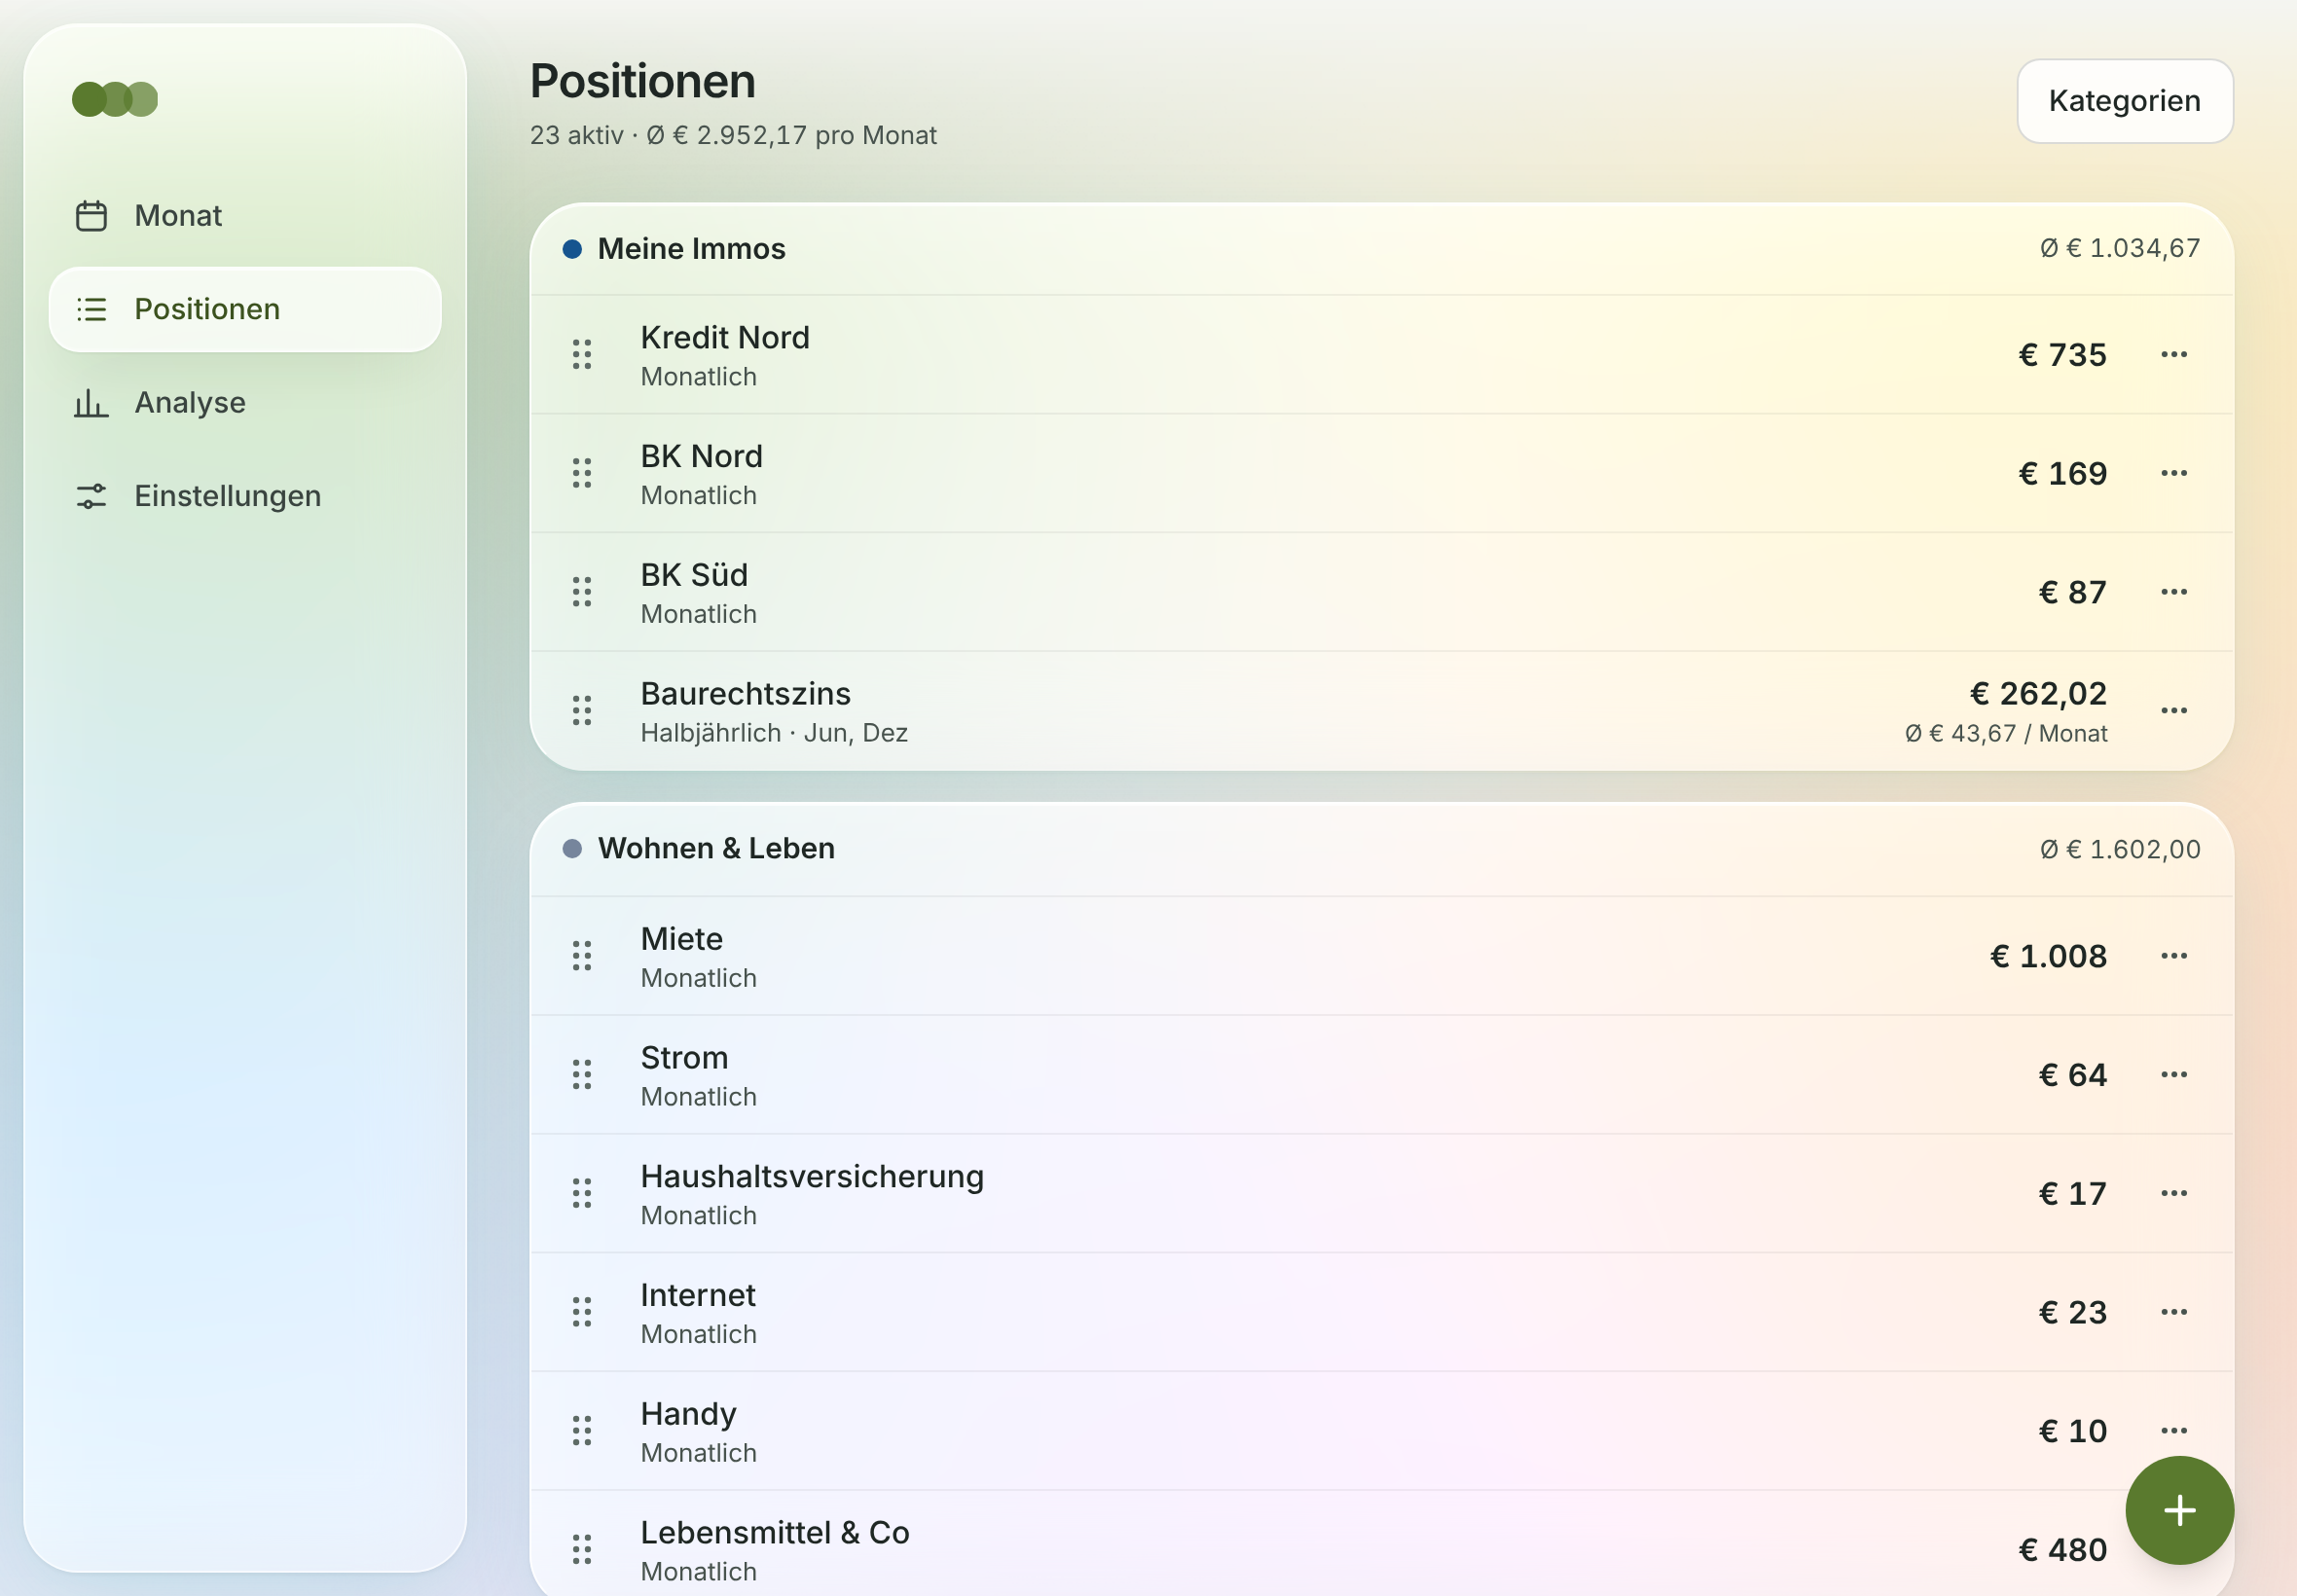 Monat
Positionen
Analyse
Einstellungen
Positionen
23 aktiv · Ø € 2.952,17 pro Monat
Kategorien
Meine Immos
Ø € 1.034,67
Kredit Nord
Monatlich
€ 735
BK Nord
Monatlich
€ 169
BK Süd
Monatlich
€ 87
Baurechtszins
Halbjährlich · Jun, Dez
€ 262,02
Ø € 43,67 / Monat
Wohnen & Leben
Ø € 1.602,00
Miete
Monatlich
€ 1.008
Strom
Monatlich
€ 64
Haushaltsversicherung
Monatlich
€ 17
Internet
Monatlich
€ 23
Handy
Monatlich
€ 10
Lebensmittel & Co
Monatlich
€ 480